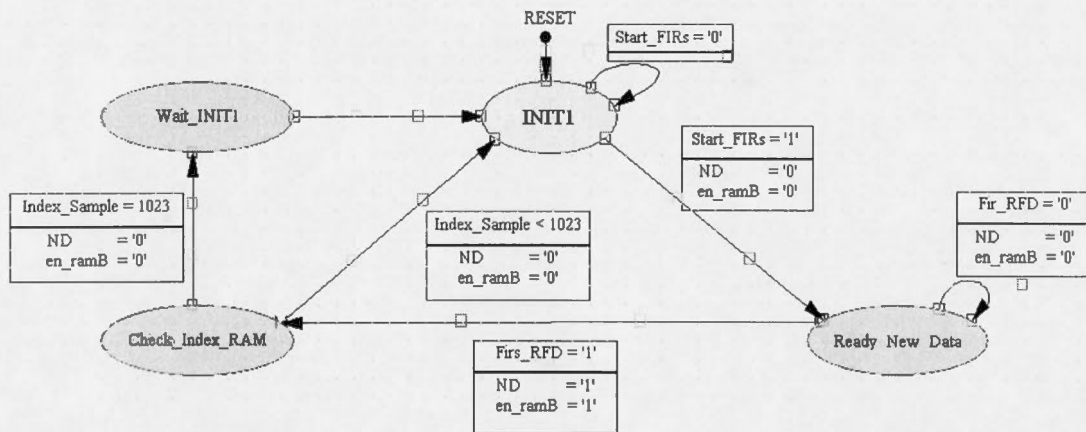 RESET
Start_FIRs = '0'
Wait_INIT1
INIT1
Start_FIRs = '1'
ND = '0'
en_ramB = '0'
Index_Sample = 1023
ND = '0'
en_ramB = '0'
Index_Sample < 1023
ND = '0'
en_ramB = '0'
Fir_RFD = '0'
ND = '0'
en_ramB = '0'
Check_Index_RAM
Ready New Data
Firs_RFD = '1'
ND = '1'
en_ramB = '1'